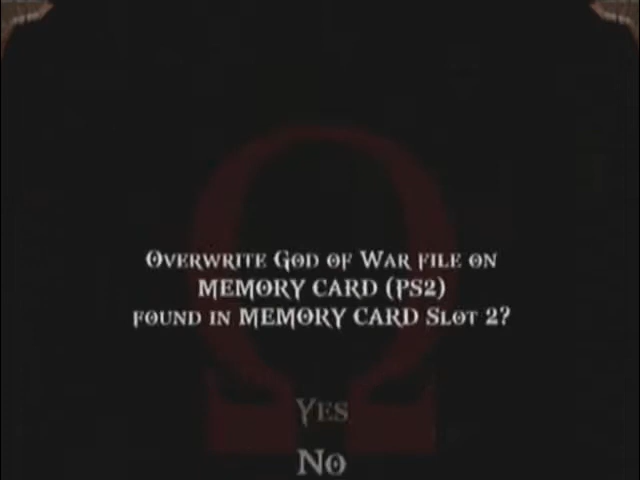 Overwrite God of War file on
MEMORY CARD (PS2)
found in MEMORY CARD Slot 2?
Yes
No